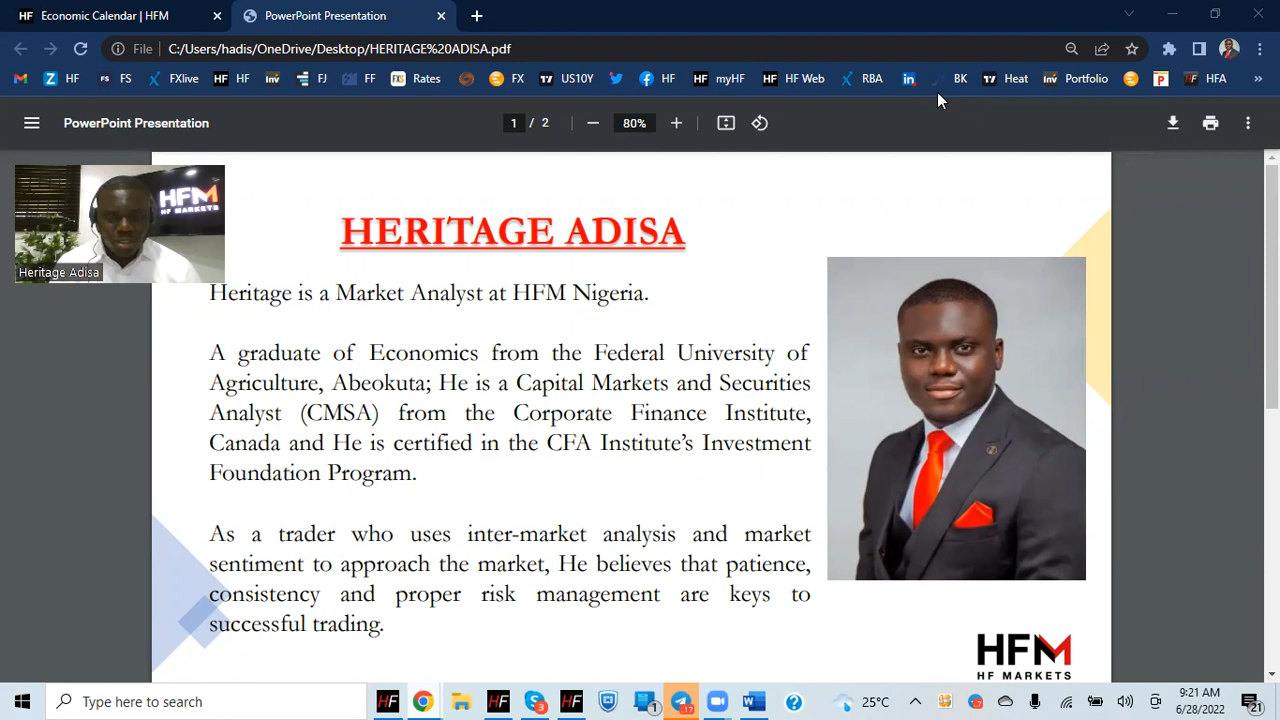 Economic Calendar | HFM
PowerPoint Presentation
File
C:/Users/hadis/OneDrive/Desktop/HERITAGE%20ADISA.pdf
HF
FS
FXlive
HF
FJ
FF
Rates
FX
US10Y
HF
myHF
HF Web
RBA
BK
Heat
Portfolio
HFA
PowerPoint Presentation
1 / 2
80%
HFM
HF MARKETS
Heritage Adisa
HERITAGE ADISA
Heritage is a Market Analyst at HFM Nigeria.
A graduate of Economics from the Federal University of
Agriculture, Abeokuta; He is a Capital Markets and Securities
Analyst (CMSA) from the Corporate Finance Institute,
Canada and He is certified in the CFA Institute’s Investment
Foundation Program.
As a trader who uses inter-market analysis and market
sentiment to approach the market, He believes that patience,
consistency and proper risk management are keys to
successful trading.
HFM
HF MARKETS
Type here to search
25°C
9:21 AM
6/28/2022
21